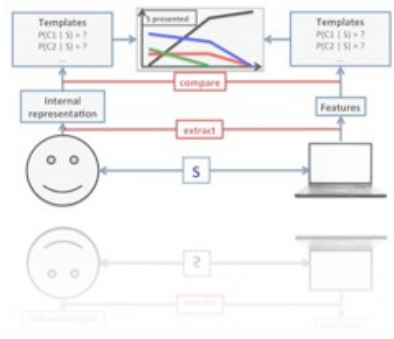 Templates
P(C1 | S) = ?
P(C2 | S) = ?
...
S presented
Templates
P(C1 | S) = ?
P(C2 | S) = ?
...
compare
Internal
representation
Features
extract
S